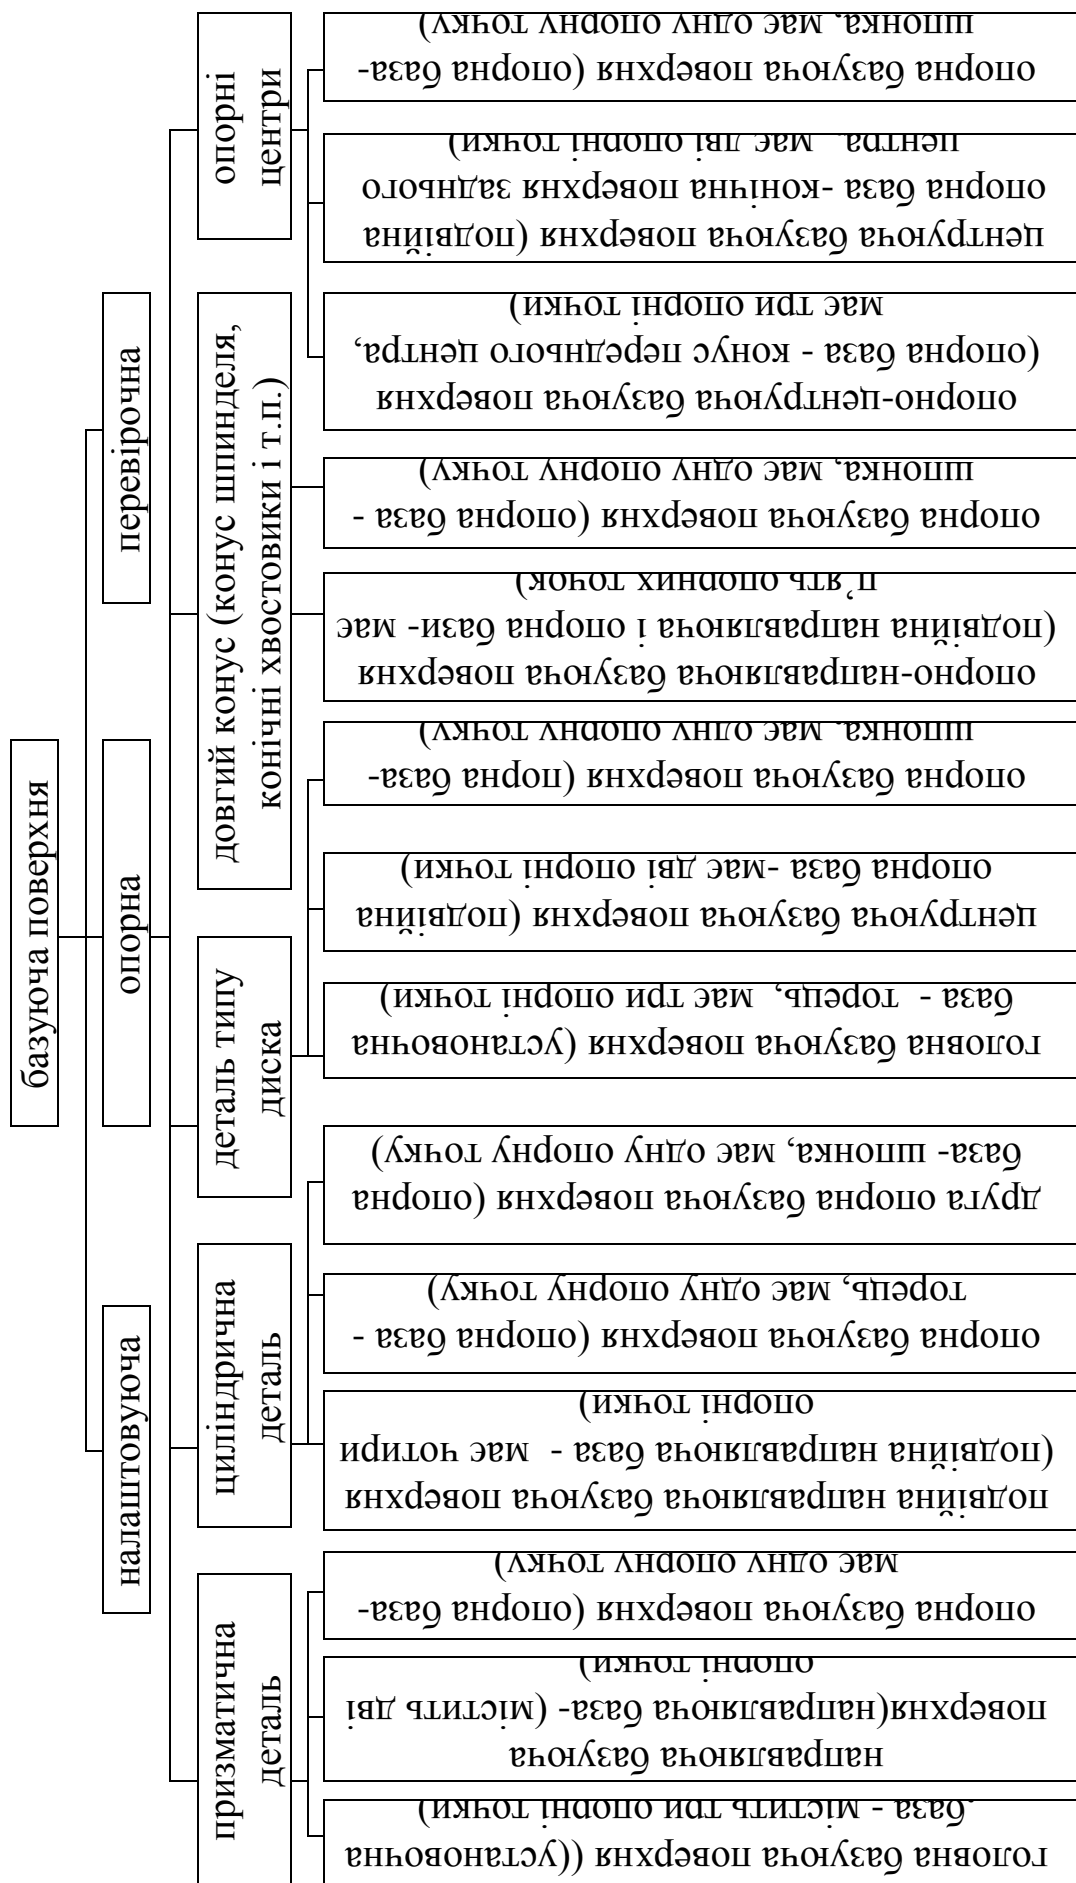 базуюча поверхня
налаштовуюча
опорна
перевірочна
призматична
деталь
циліндрична
деталь
деталь типу
диска
довгий конус (конус шпинделя,
конічні хвостовики і т.п.)
опорні
центри
головна базуюча поверхня ((установочна
база - містить три опорні точки)
направляюча базуюча
поверхня(направляюча база- (містить дві
опорні точки)
опорна базуюча поверхня (опорна база-
має одну опорну точку)
подвійна направляюча базуюча поверхня
(подвійна направляюча база - має чотири
опорні точки)
опорна базуюча поверхня (опорна база -
торець, має одну опорну точку)
друга опорна базуюча поверхня (опорна
база- шпонка, має одну опорну точку)
головна базуюча поверхня (установочна
база - торець, має три опорні точки)
центруюча базуюча поверхня (подвійна
опорна база -має дві опорні точки)
опорна базуюча поверхня (порна база-
шпонка, має одну опорну точку)
опорно-направляюча базуюча поверхня
(подвійна направляюча і опорна бази- має
п’ять опорних точок)
опорна базуюча поверхня (опорна база -
шпонка, має одну опорну точку)
опорно-центруюча базуюча поверхня
(опорна база - конус переднього центра,
має три опорні точки)
центруюча базуюча поверхня (подвійна
опорна база -конічна поверхня заднього
центра, має дві опорні точки)
опорна базуюча поверхня (опорна база-
шпонка, має одну опорну точку)